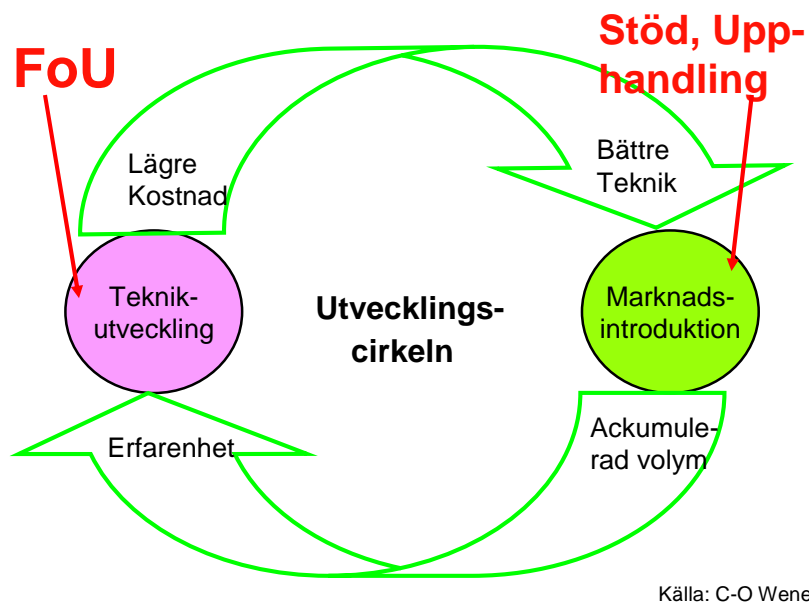 FoU
Stöd, Upp-
handling
Lägre
Kostnad
Bättre
Teknik
Teknik-
utveckling
Utvecklings-
cirkeln
Marknads-
introduktion
Erfarenhet
Ackumule-
rad volym
Källa: C-O Wene